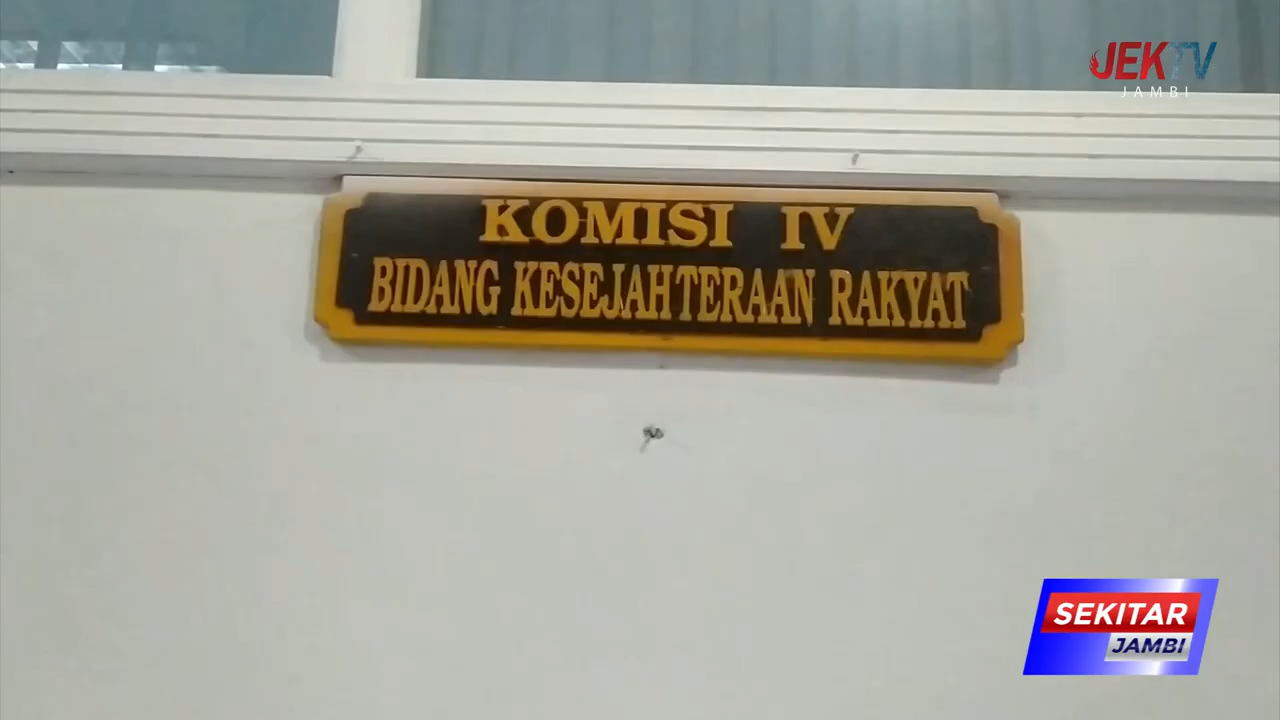 JEKTV
JAMBI
KOMISI IV
BIDANG KESEJAHTERAAN RAKYAT
SEKITAR
JAMBI